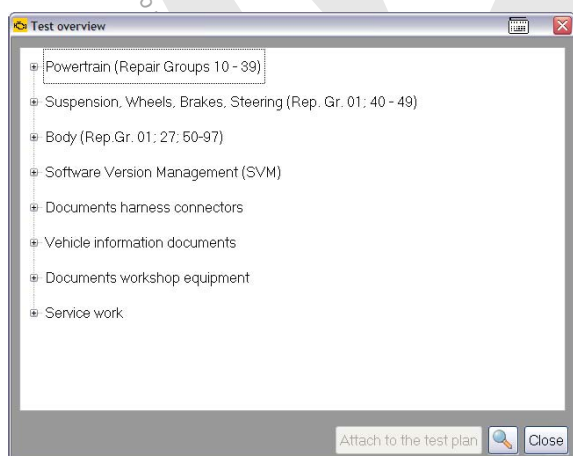 Test overview
Powertrain (Repair Groups 10 - 39)
Suspension, Wheels, Brakes, Steering (Rep. Gr. 01; 40 - 49)
Body (Rep.Gr. 01; 27; 50-97)
Software Version Management (SVM)
Documents harness connectors
Vehicle information documents
Documents workshop equipment
Service work
Attach to the test plan
Close